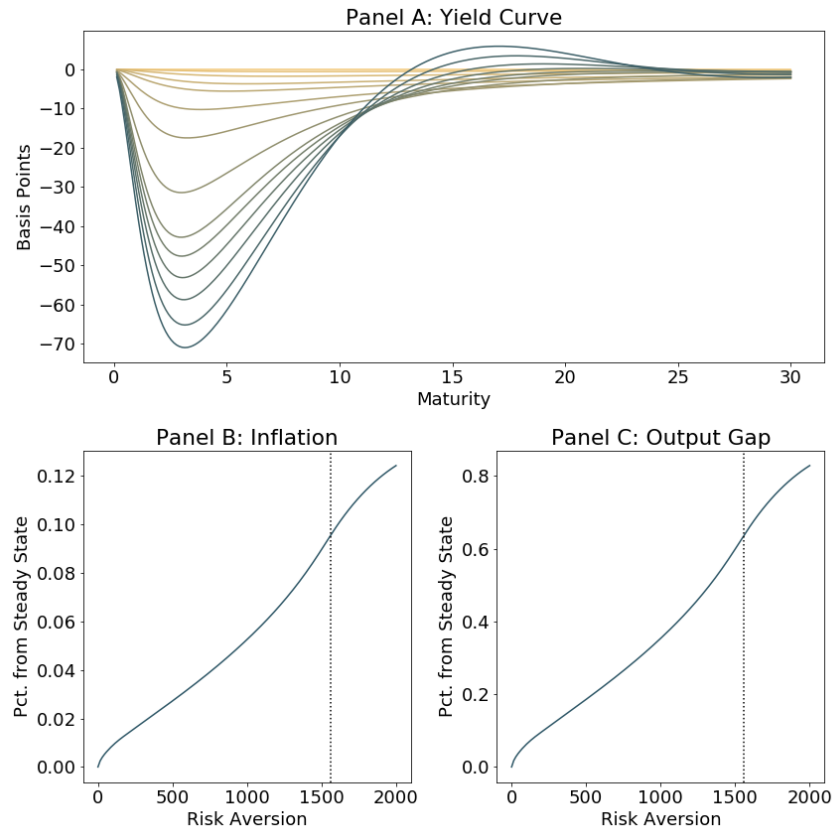 Panel A: Yield Curve
Basis Points
0
−10
−20
−30
−40
−50
−60
−70
0 5 10 15 20 25 30
Maturity
Panel B: Inflation
Pct. from Steady State
0.12
0.10
0.08
0.06
0.04
0.02
0.00
0 500 1000 1500 2000
Risk Aversion
Panel C: Output Gap
Pct. from Steady State
0.8
0.6
0.4
0.2
0.0
0 500 1000 1500 2000
Risk Aversion